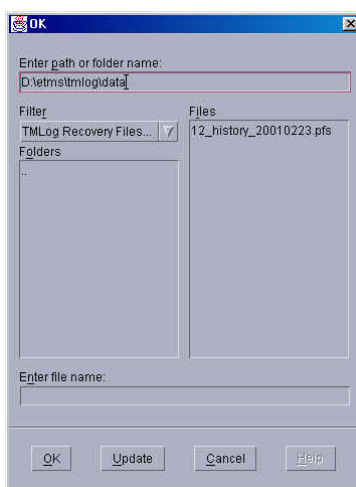 OK
Enter path or folder name:
D:\etms\tmlog\data
Filter
Files
TMLog Recovery Files...
12_history_20010223.pfs
Folders
..
Enter file name:
OK
Update
Cancel
Help